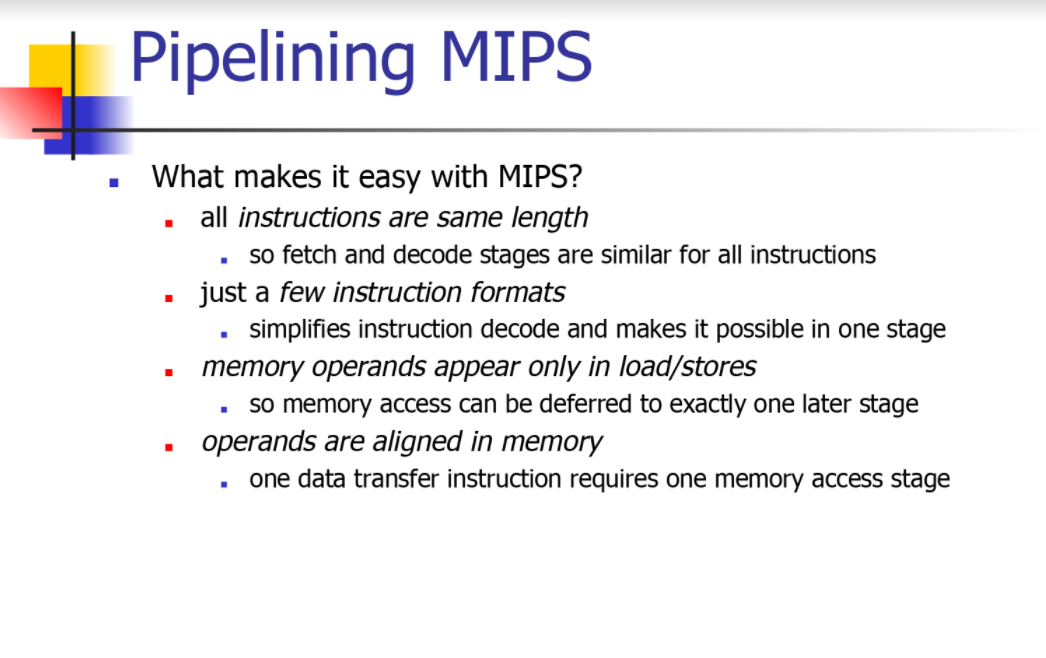 Pipelining MIPS
What makes it easy with MIPS?
all instructions are same length
so fetch and decode stages are similar for all instructions
just a few instruction formats
simplifies instruction decode and makes it possible in one stage
memory operands appear only in load/stores
so memory access can be deferred to exactly one later stage
operands are aligned in memory
one data transfer instruction requires one memory access stage